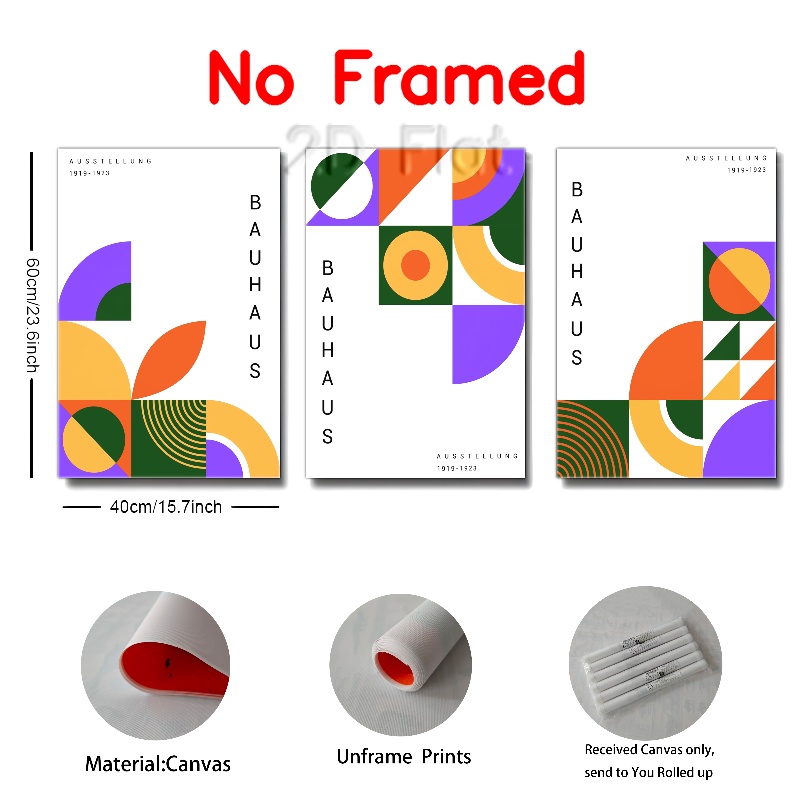 No Framed
2D Flat
AUSSTELLUNG
1919-1923
BAUHAUS
BAUHAUS
AUSSTELLUNG
1919-1923
AUSSTELLUNG
1919-1923
BAUHAUS
60cm/23.6inch
40cm/15.7inch
Material:Canvas
Unframe Prints
Received Canvas only,
send to You Rolled up